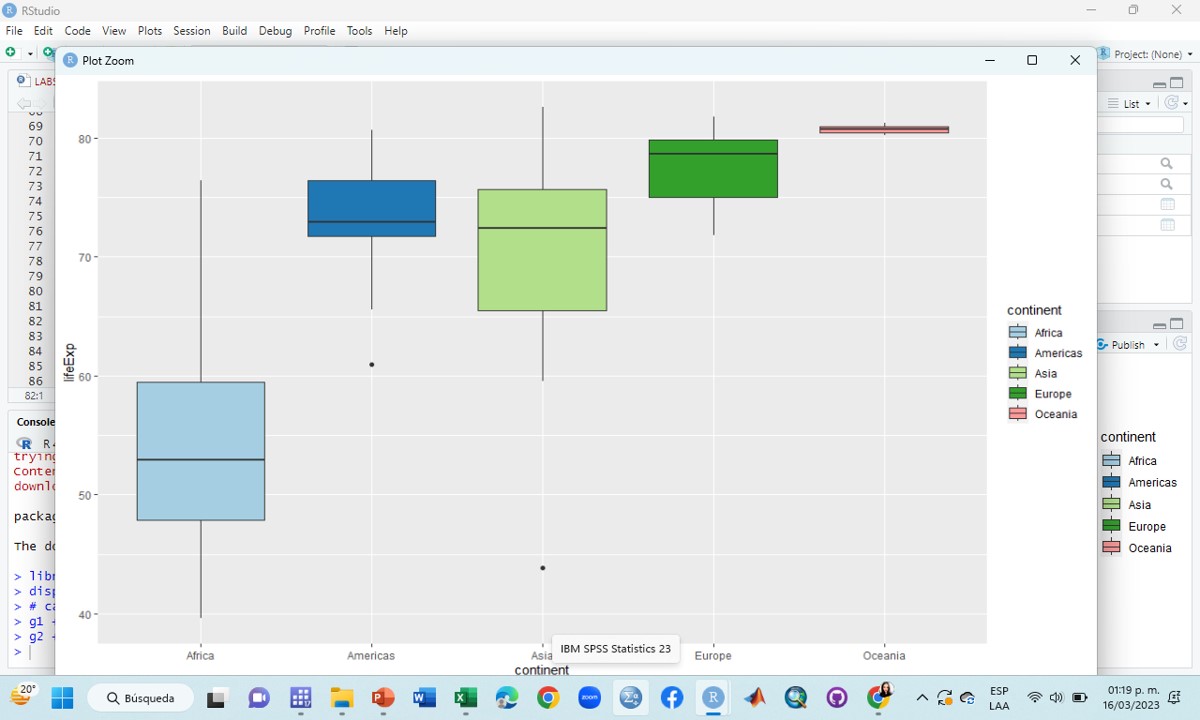 RStudio
File Edit Code View Plots Session Build Debug Profile Tools Help
Project: (None)
Plot Zoom
LABS
List
69
70
71
72
73
74
75
76
77
78
79
80
81
82
83
84
85
86
82:1
80
70
60
50
40
lifeExp
Africa Americas Asia Europe Oceania
continent
IBM SPSS Statistics 23
continent
Africa
Americas
Asia
Europe
Oceania
Publish
continent
Africa
Americas
Asia
Europe
Oceania
Console
R 4
trying
Conten
downlo
packag
The do
> libr
> disp
> # ca
> g1 +
> g2 +
>
20°
Búsqueda
zoom
ESP
LAA
01:19 p. m.
16/03/2023